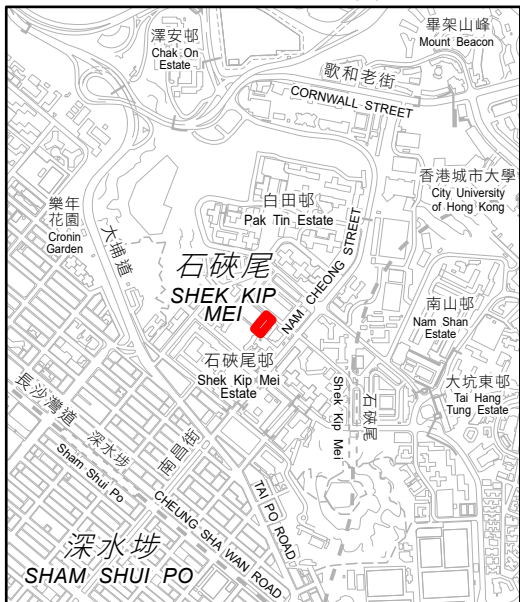 畢架山峰
Mount Beacon
澤安邨
Chak On
Estate
歌和老街
CORNWALL STREET
香港城市大學
City University
of Hong Kong
白田邨
Pak Tin Estate
樂年
花園
Cronin
Garden
大埔道
石硤尾
SHEK KIP
MEI
NAM CHEONG STREET
南山邨
Nam Shan
Estate
石硤尾邨
Shek Kip Mei
Estate
大坑東邨
Tai Hang
Tung Estate
石硤尾
Shek Kip Mei
長沙灣道
深水埗
Sham Shui Po
南昌街
CHEUNG SHA WAN ROAD
TAI PO ROAD
深水埗
SHAM SHUI PO